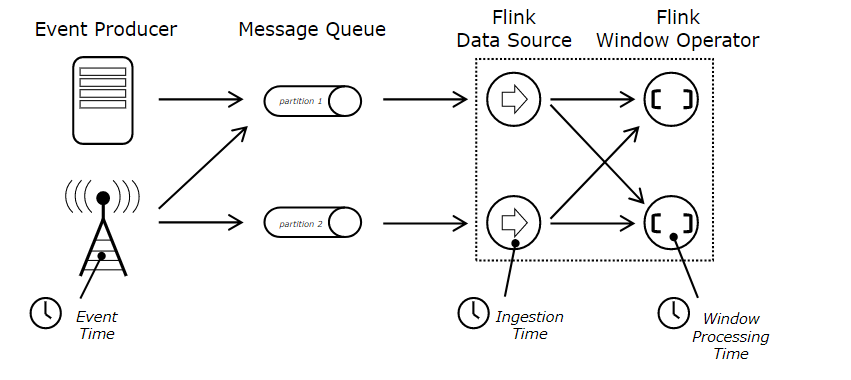 Event Producer
Message Queue
Flink
Data Source
Flink
Window Operator
partition 1
partition 2
Event
Time
Ingestion
Time
Window
Processing
Time